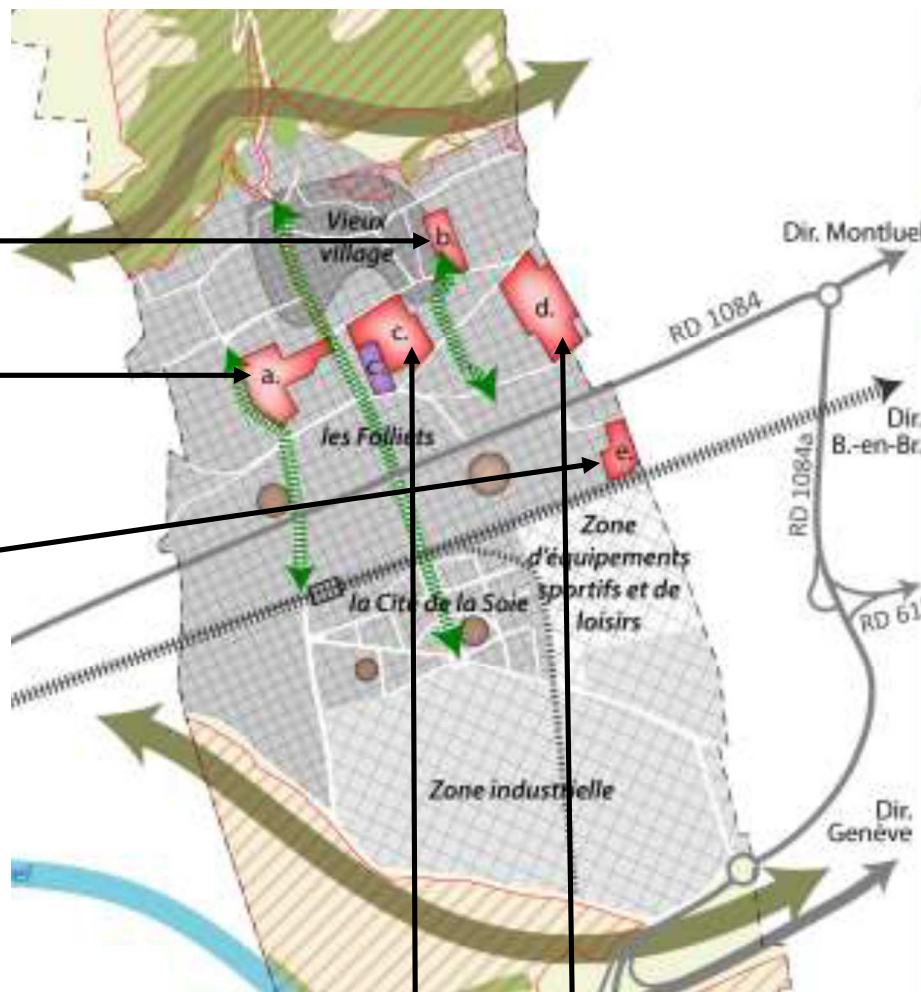 Vieux
village
b.
Dir. Montluel
RD 1084
d.
c.
c.
a.
Dir.
B.-en-Br.
les Folliets
e.
RD 1084a
Zone
d'équipements
sportifs et de
loisirs
la Cité de la Soie
RD 61
Zone industrielle
Dir.
Genève